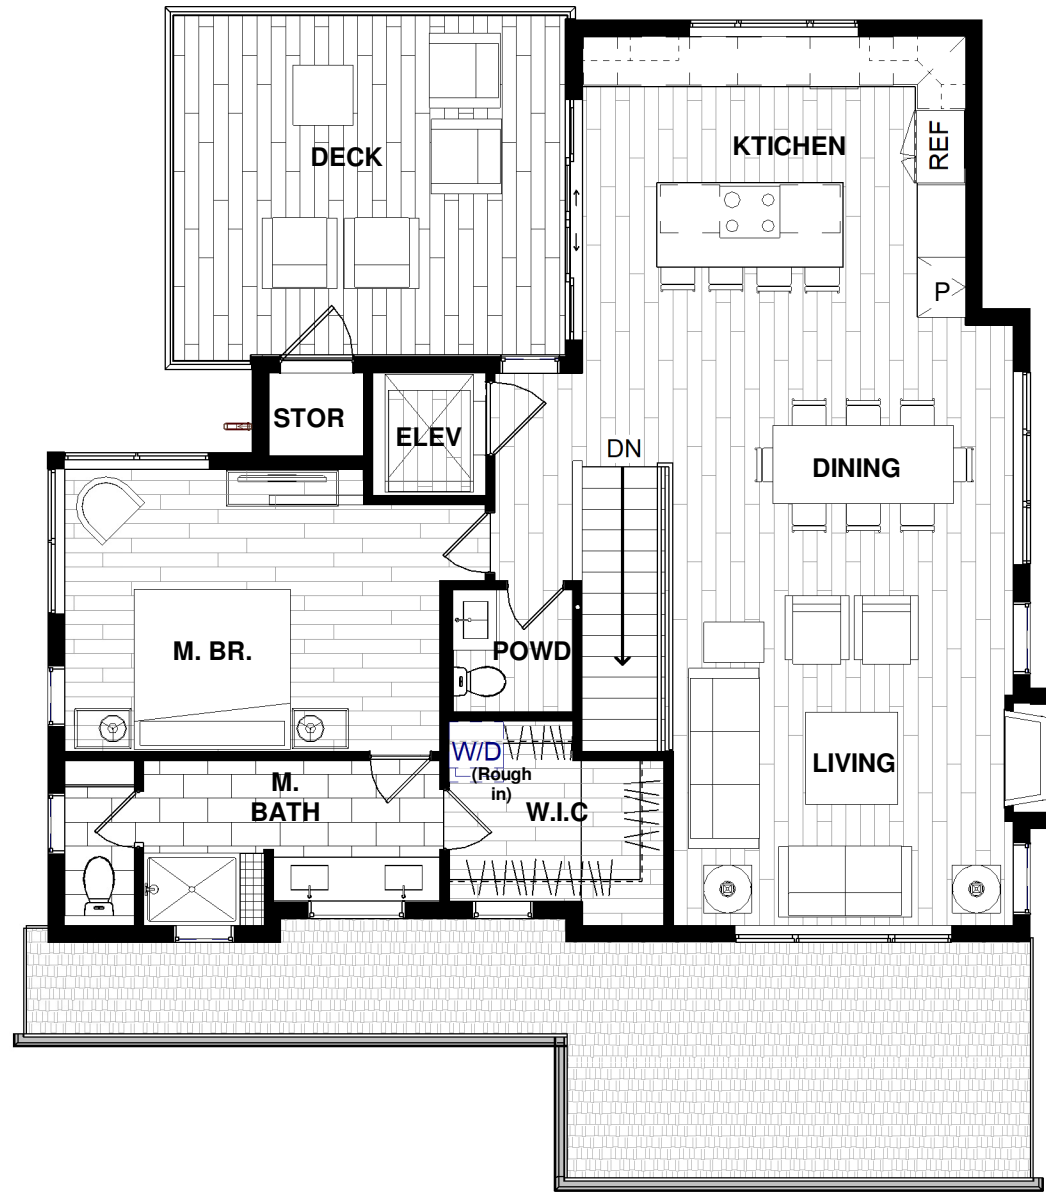 DECK
KTICHEN
REF
P
STOR
ELEV
DN
DINING
M. BR.
POWD
LIVING
W/D
(Rough
in)
W.I.C
M.
BATH